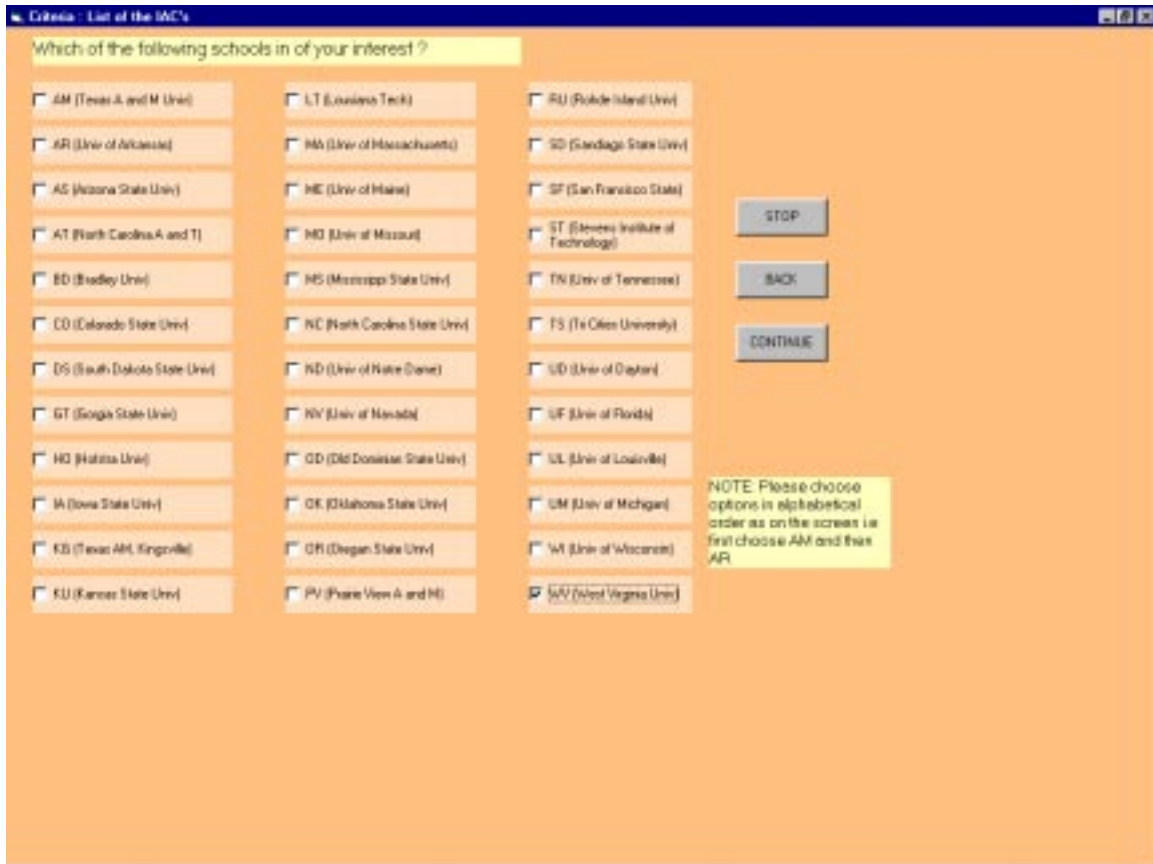 Criteria : List of the IAC's
Which of the following schools in of your interest ?
AM (Texas A and M Univ)
AR (Univ of Arkansas)
AS (Arizona State Univ)
AT (North Carolina A and T)
BD (Bradley Univ)
CO (Colorado State Univ)
DS (South Dakota State Univ)
GT (Gorgia State Univ)
HO (Hofstra Univ)
IA (Iowa State Univ)
KG (Texas AM, Kingsville)
KU (Kansas State Univ)
LT (Lousiana Tech)
MA (Univ of Massachusetts)
ME (Univ of Maine)
MO (Univ of Missouri)
MS (Mississippi State Univ)
NC (North Carolina State Univ)
ND (Univ of Notre Dame)
NV (Univ of Nevada)
OD (Old Dominian State Univ)
OK (Oklahoma State Univ)
OR (Oregan State Univ)
PV (Prairie View A and M)
RU (Rohde Island Univ)
SD (Sandiago State Univ)
SF (San Fransisco State)
ST (Stevens Institute of
Technology)
TN (Univ of Tennessee)
TS (Tri Cities University)
UD (Univ of Dayton)
UF (Univ of Florida)
UL (Univ of Louisville)
UM (Univ of Michigan)
WI (Univ of Wisconsin)
WV (West Virginia Univ)
STOP
BACK
CONTINUE
NOTE: Please choose
options in alphabetical
order as on the screen i.e
first choose AM and then
AR